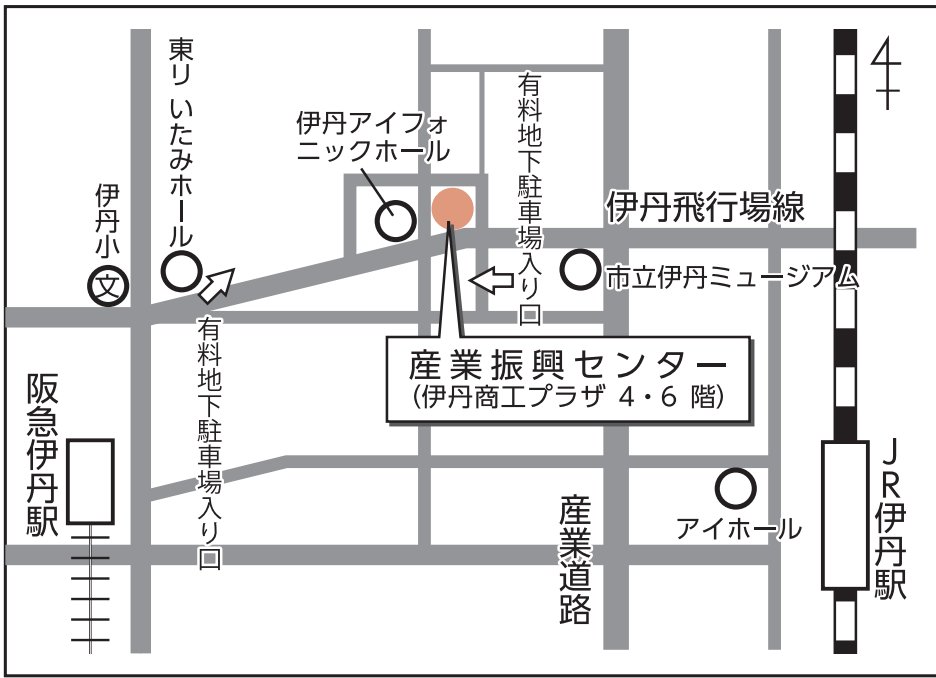 東リ いたみホール
伊丹アイフォ
ニックホール
有料地下駐車場入り口
伊丹小
文
伊丹飛行場線
市立伊丹ミュージアム
有料地下駐車場入り口
産業振興センター
(伊丹商工プラザ 4・6 階)
阪急伊丹駅
産業道路
アイホール
JR伊丹駅